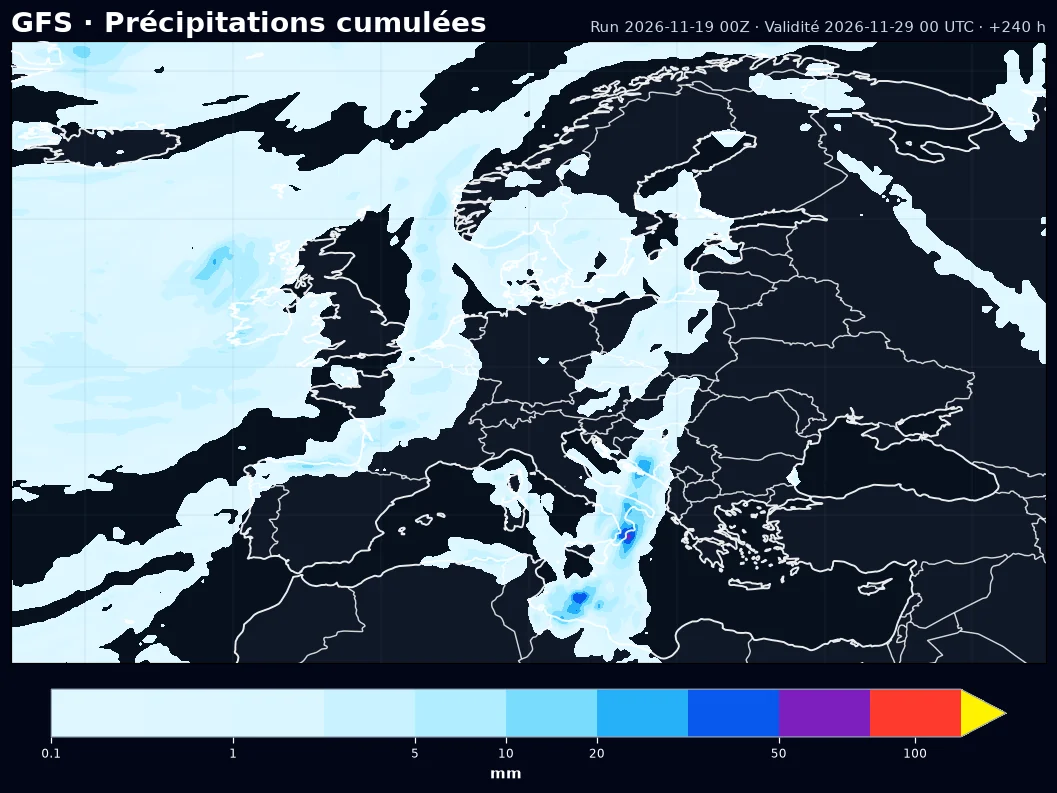 GFS · Précipitations cumulées
Run 2026-11-19 00Z · Validité 2026-11-29 00 UTC · +240 h
0.1 1 5 10 20 50 100
mm